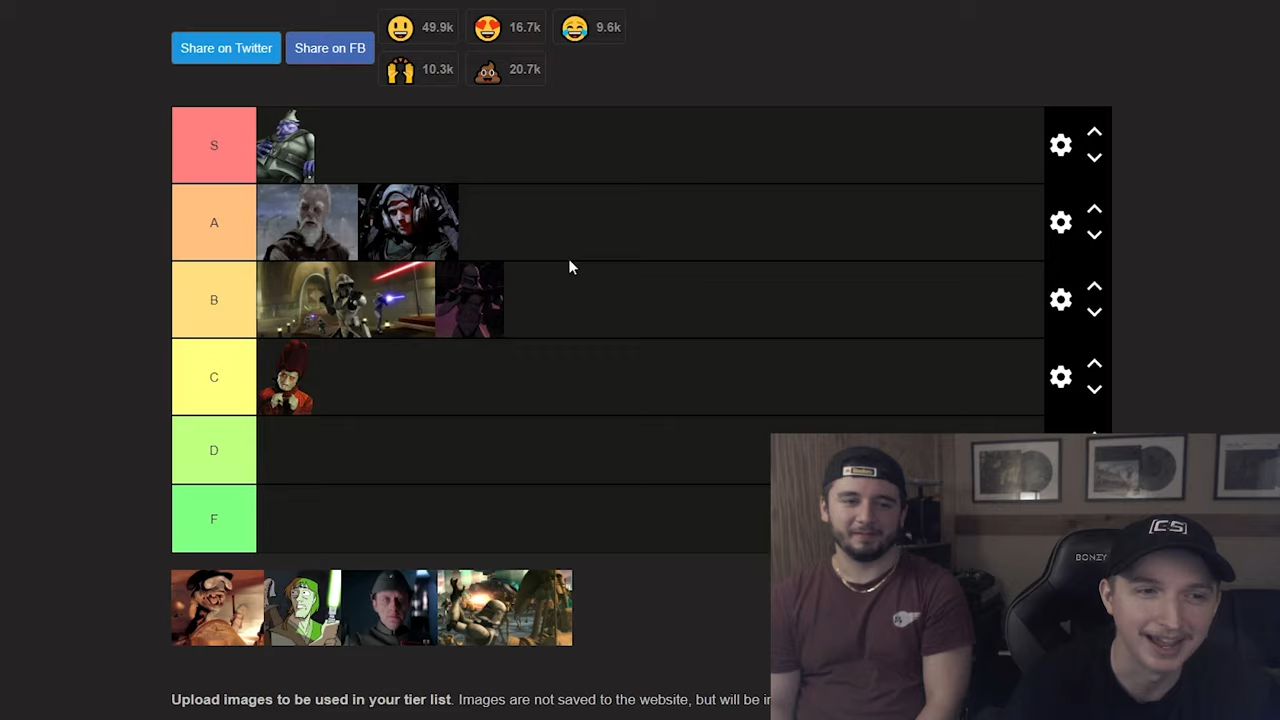 49.9k
16.7k
9.6k
Share on Twitter
Share on FB
10.3k
20.7k
S
A
B
C
D
F
BONZY
Upload images to be used in your tier list. Images are not saved to the website, but will be